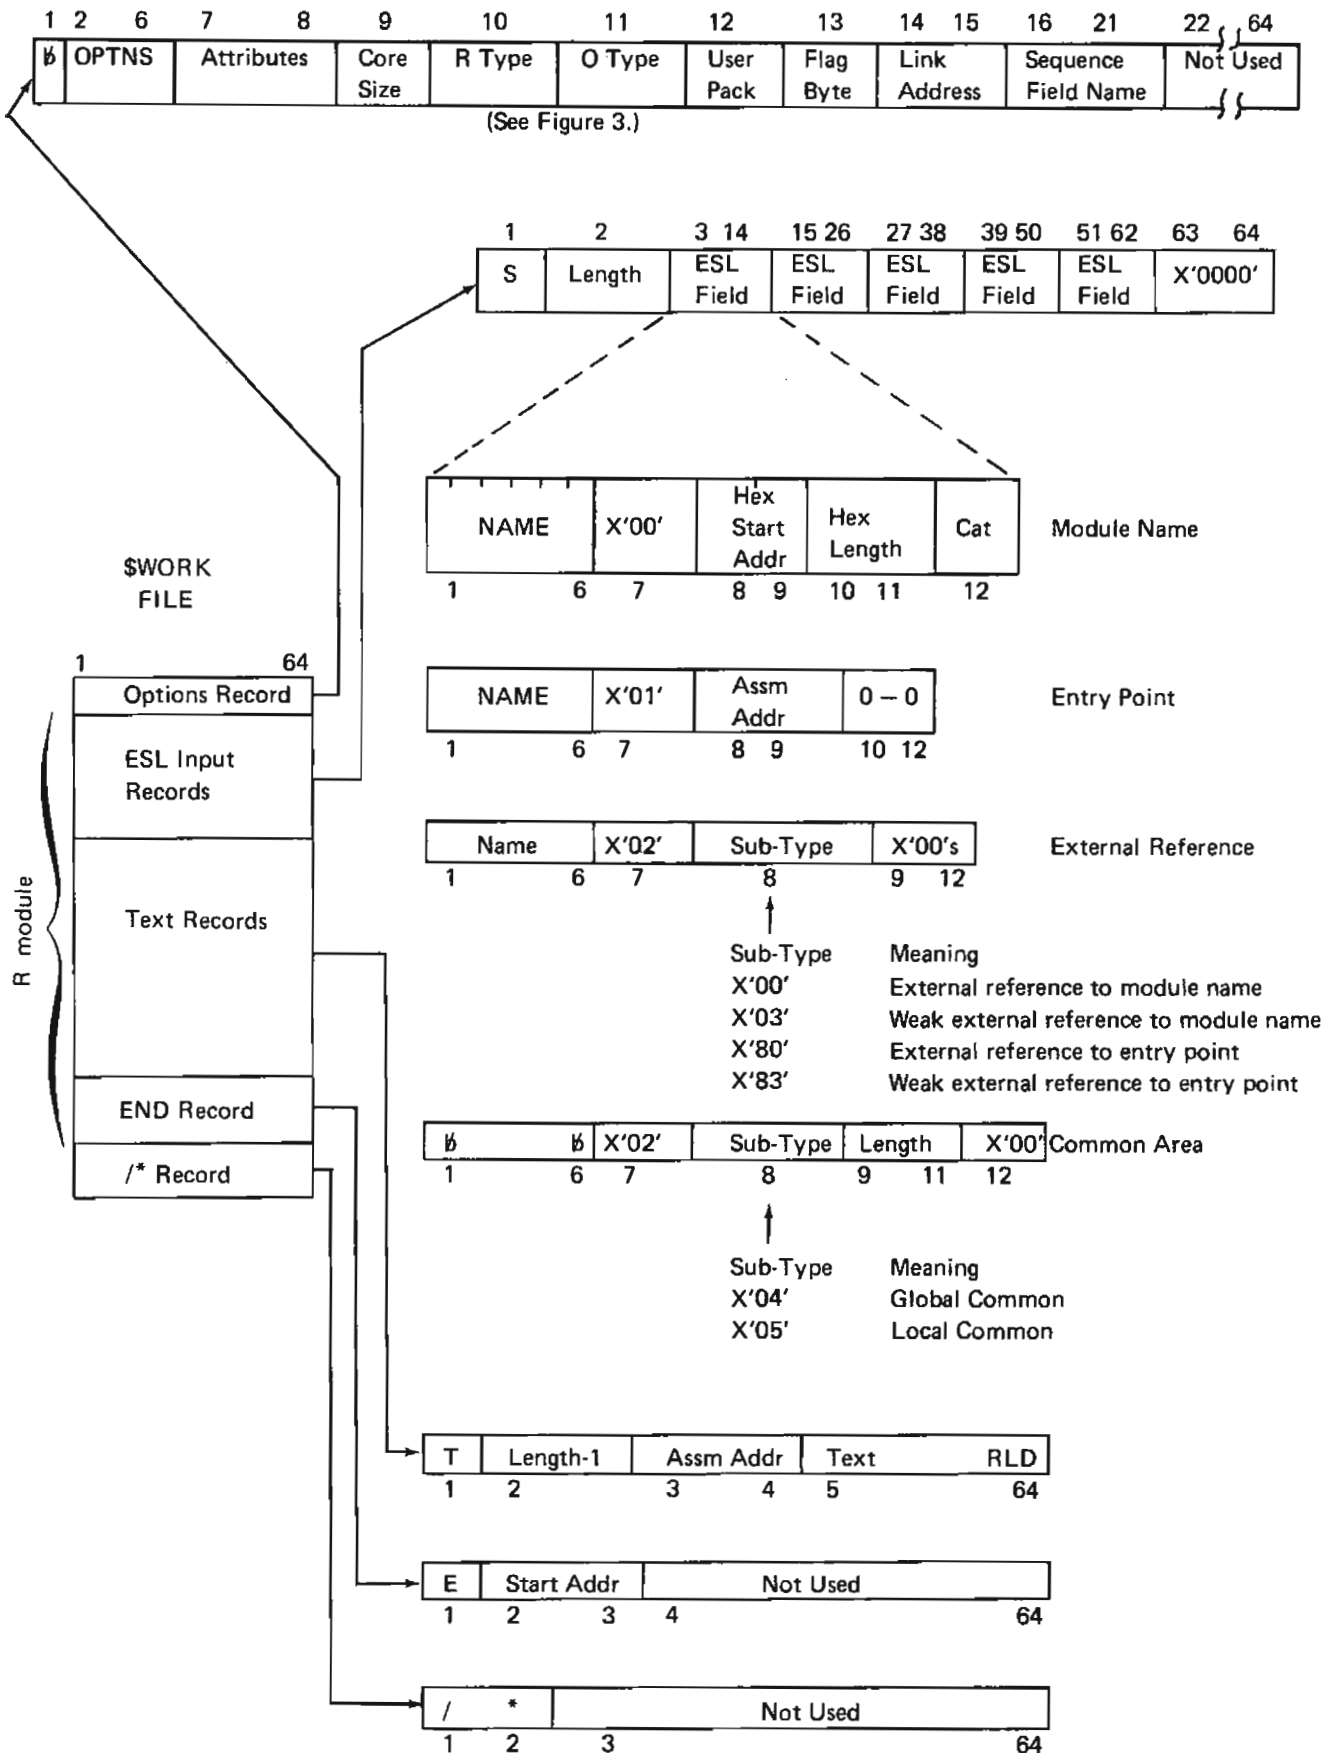 1 2 6 7 8 9 10 11 12 13 14 15 16 21 22 64
ƀ OPTNS Attributes Core Size R Type O Type User Pack Flag Byte Link Address Sequence Field Name Not Used
(See Figure 3.)
1 2 3 14 15 26 27 38 39 50 51 62 63 64
S Length ESL Field ESL Field ESL Field ESL Field ESL Field X'0000'
NAME X'00' Hex Start Addr Hex Length Cat Module Name
1 6 7 8 9 10 11 12
$WORK
FILE
1 64
Options Record
ESL Input
Records
Text Records
END Record
/* Record
R module
NAME X'01' Assm Addr 0 – 0 Entry Point
1 6 7 8 9 10 12
Name X'02' Sub-Type X'00's External Reference
1 6 7 8 9 12
Sub-Type Meaning
X'00' External reference to module name
X'03' Weak external reference to module name
X'80' External reference to entry point
X'83' Weak external reference to entry point
ƀ ƀ X'02' Sub-Type Length X'00' Common Area
1 6 7 8 9 11 12
Sub-Type Meaning
X'04' Global Common
X'05' Local Common
T Length-1 Assm Addr Text RLD
1 2 3 4 5 64
E Start Addr Not Used
1 2 3 4 64
/ * Not Used
1 2 3 64